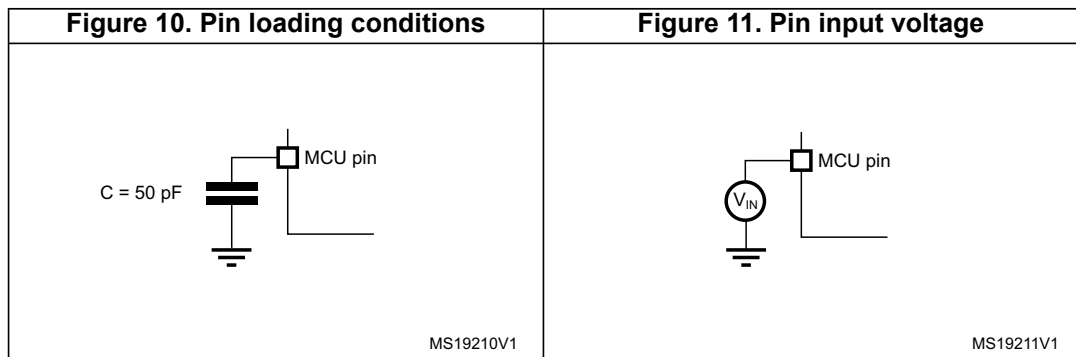 Figure 10. Pin loading conditions
Figure 11. Pin input voltage
MCU pin
C = 50 pF
MS19210V1
MCU pin
VIN
MS19211V1